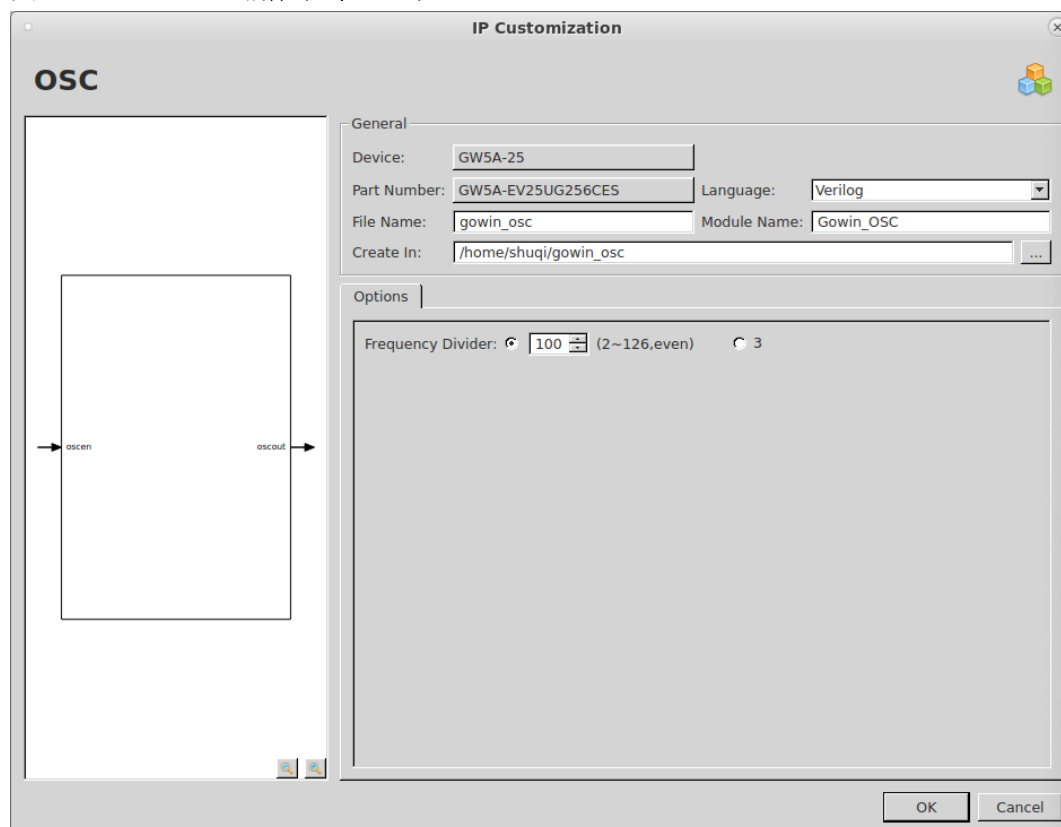 IP Customization
OSC
General
Device: GW5A-25
Part Number: GW5A-EV25UG256CES Language: Verilog
File Name: gowin_osc Module Name: Gowin_OSC
Create In: /home/shuqi/gowin_osc ...
Options
Frequency Divider: 100 (2~126,even) 3
oscen oscout
OK Cancel